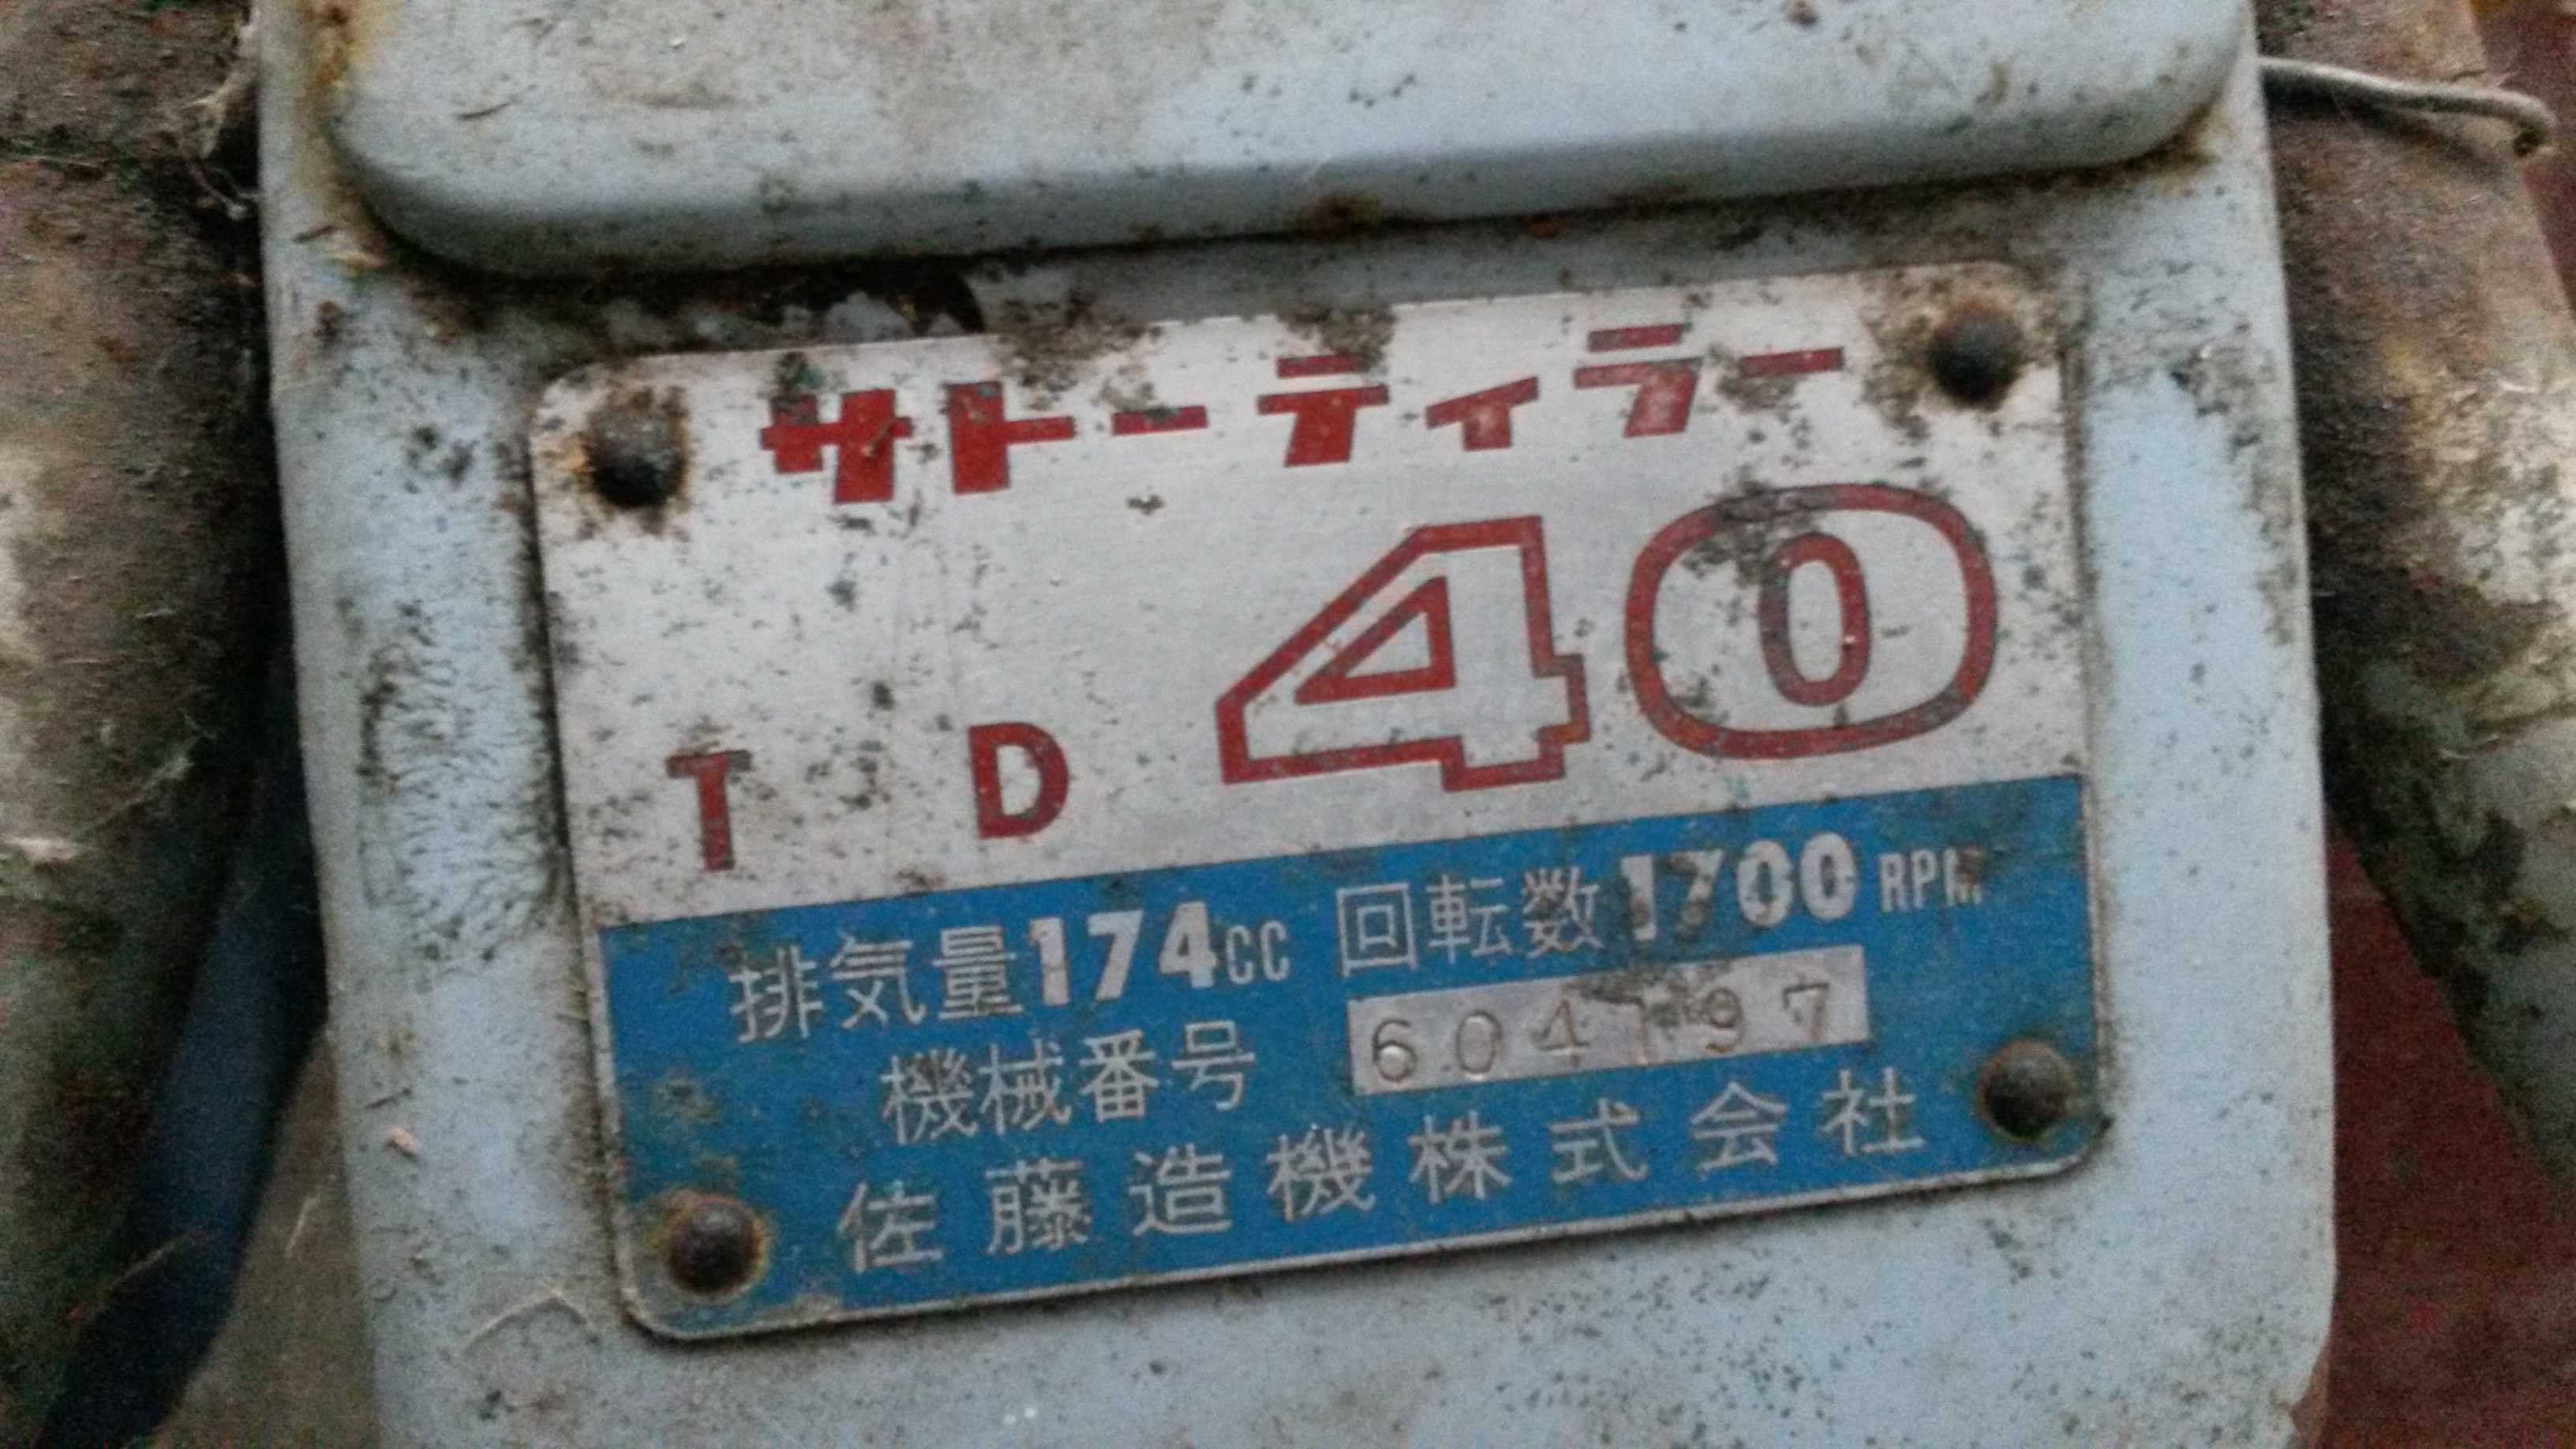 サトーティラー
TD 40
排気量174CC 回転数1700RPM
機械番号 604197
佐藤造機株式会社